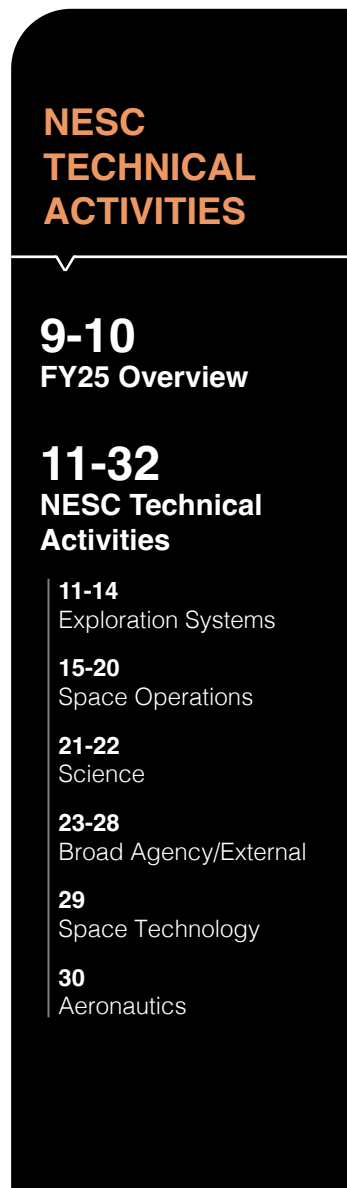 NESC
TECHNICAL
ACTIVITIES
9-10
FY25 Overview
11-32
NESC Technical
Activities
11-14
Exploration Systems
15-20
Space Operations
21-22
Science
23-28
Broad Agency/External
29
Space Technology
30
Aeronautics